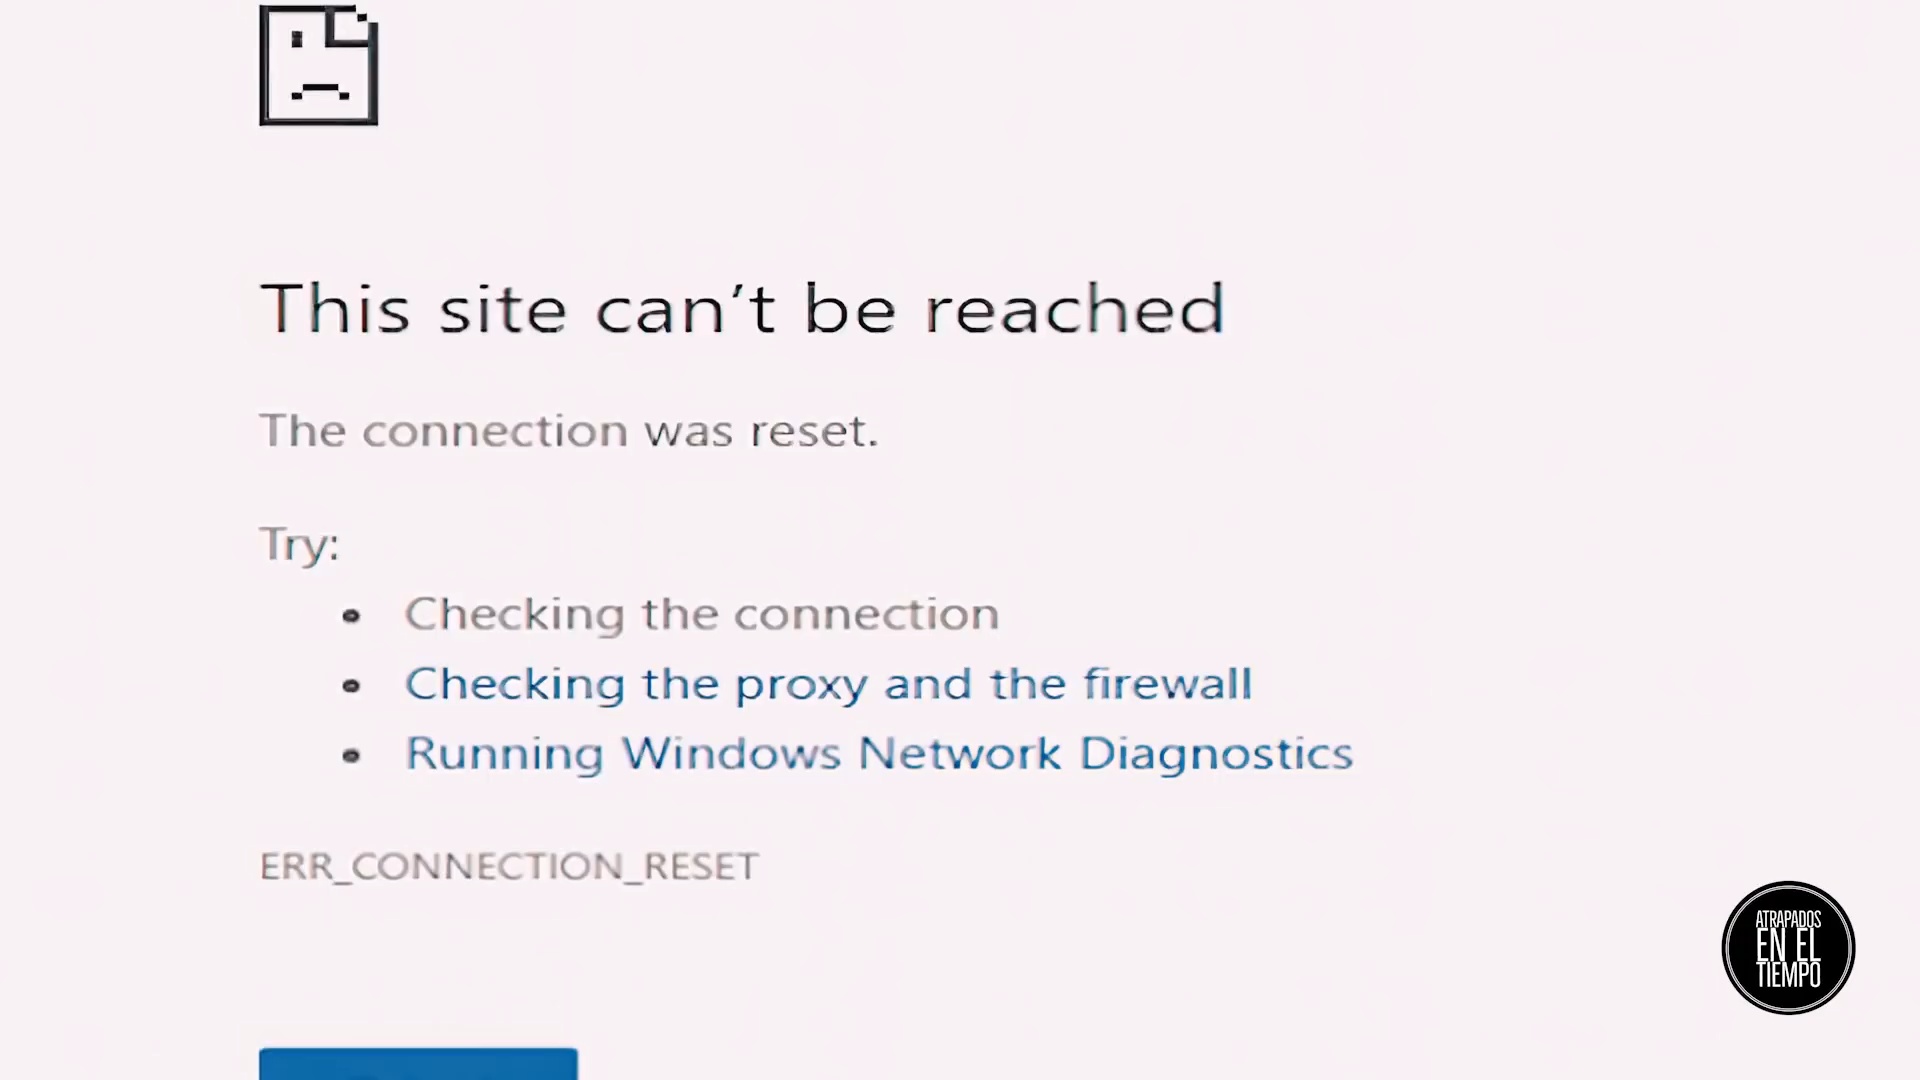 This site can’t be reached
The connection was reset.
Try:
• Checking the connection
• Checking the proxy and the firewall
• Running Windows Network Diagnostics
ERR_CONNECTION_RESET
ATRAPADOS
EN EL
TIEMPO